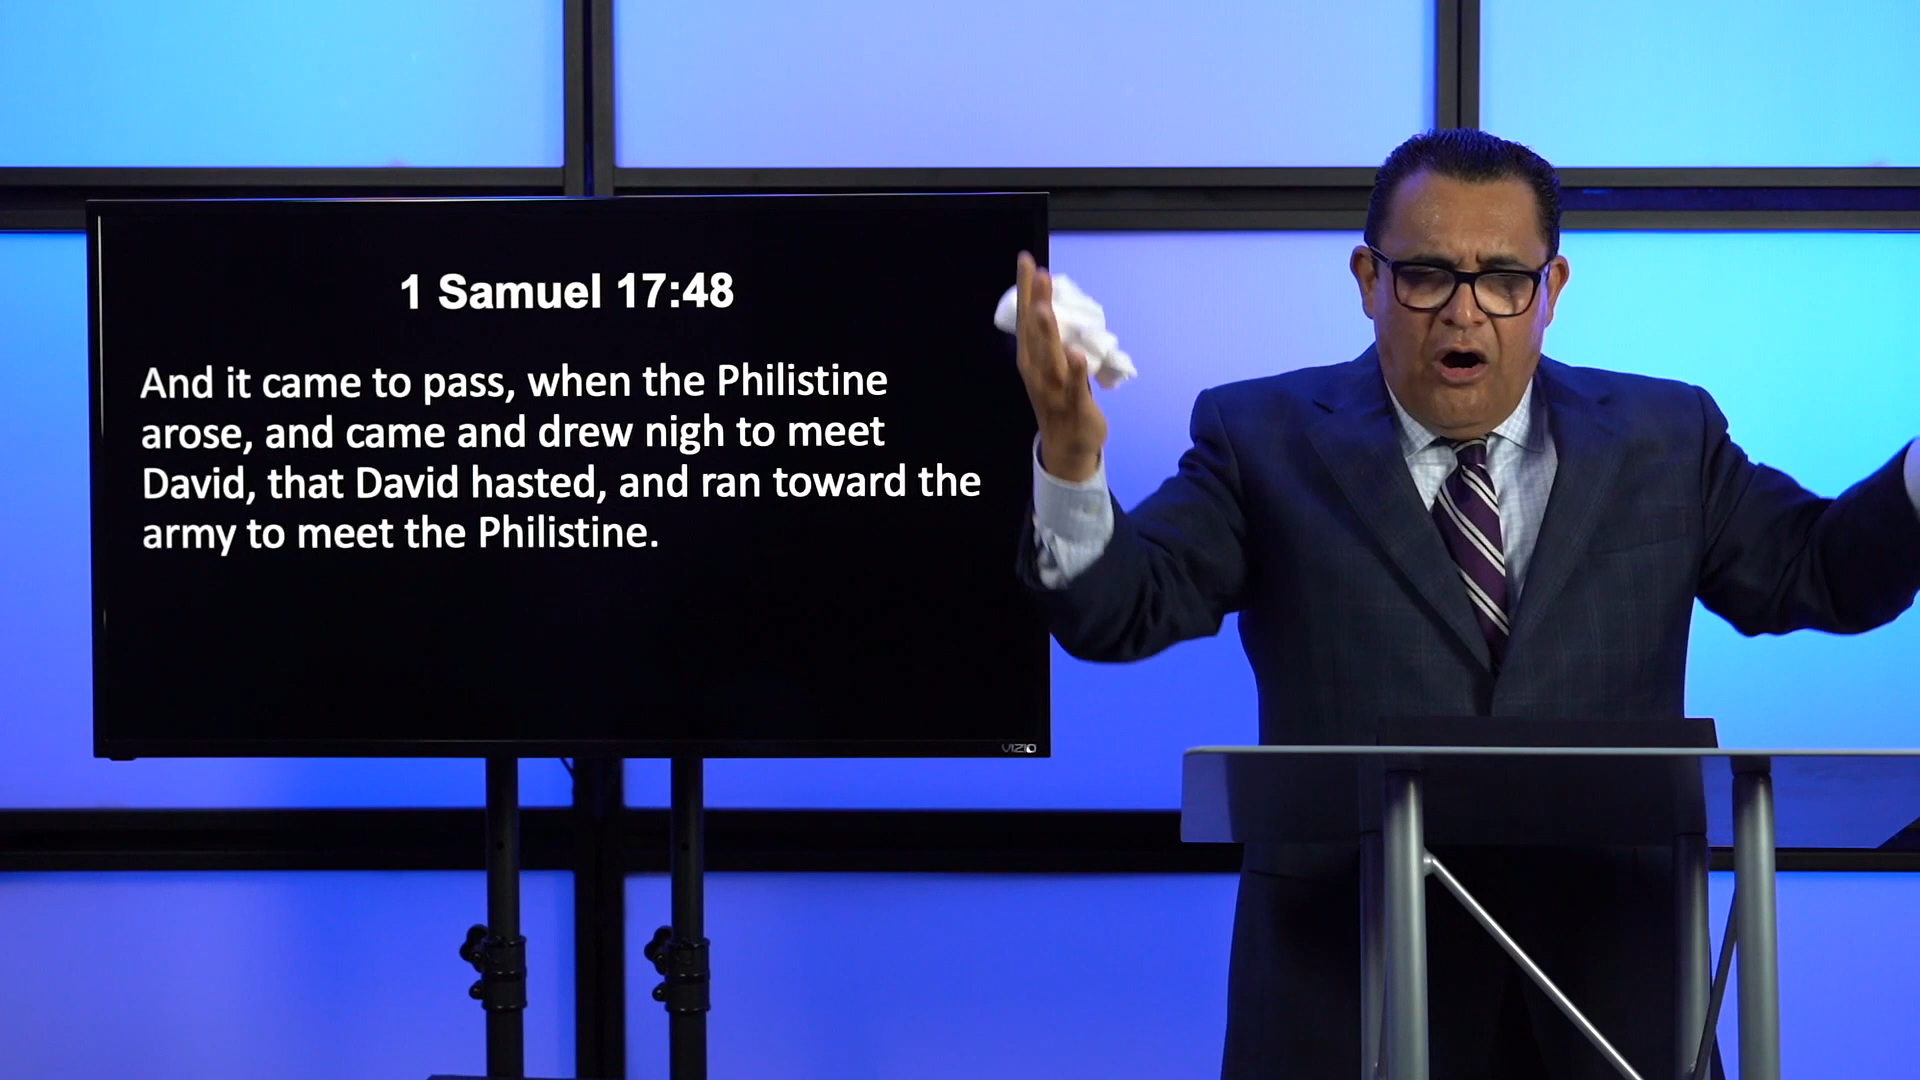 1 Samuel 17:48
And it came to pass, when the Philistine
arose, and came and drew nigh to meet
David, that David hasted, and ran toward the
army to meet the Philistine.
VIZIO